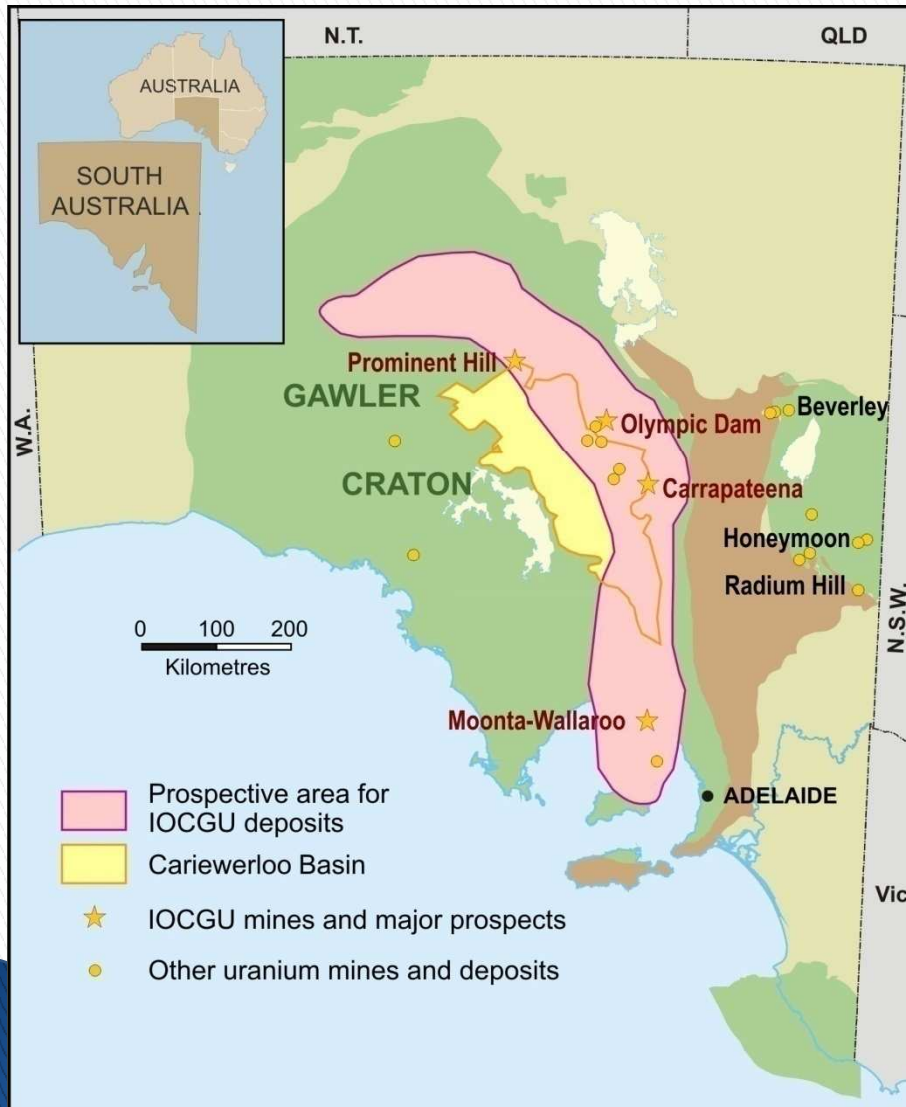 N.T.
QLD
AUSTRALIA
SOUTH
AUSTRALIA
W.A.
Prominent Hill
GAWLER
CRATON
Olympic Dam
Beverley
Carrapateena
Honeymoon
Radium Hill
N.S.W.
0 100 200
Kilometres
Moonta-Wallaroo
ADELAIDE
Vic
Prospective area for
IOCGU deposits
Cariewerloo Basin
IOCGU mines and major prospects
Other uranium mines and deposits